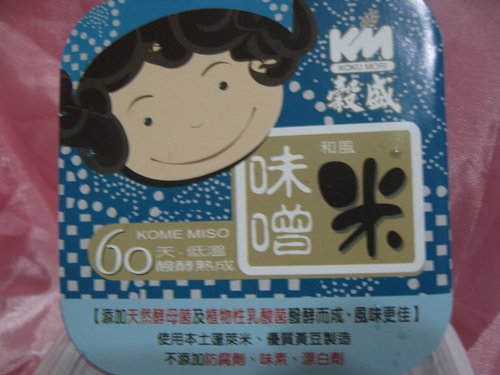 KM
KOKU MORI
穀盛
和風
味噌
米
KOME MISO
60天.低溫
醱酵熟成
【添加天然酵母菌及植物性乳酸菌醱酵而成,風味更佳】
使用本土蓬萊米、優質黃豆製造
不添加防腐劑、味素、漂白劑